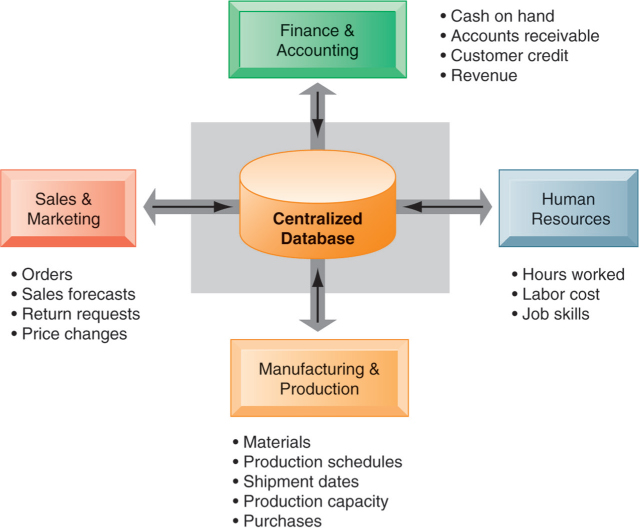 Finance &
Accounting
• Cash on hand
• Accounts receivable
• Customer credit
• Revenue
Sales &
Marketing
• Orders
• Sales forecasts
• Return requests
• Price changes
Centralized
Database
Human
Resources
• Hours worked
• Labor cost
• Job skills
Manufacturing &
Production
• Materials
• Production schedules
• Shipment dates
• Production capacity
• Purchases